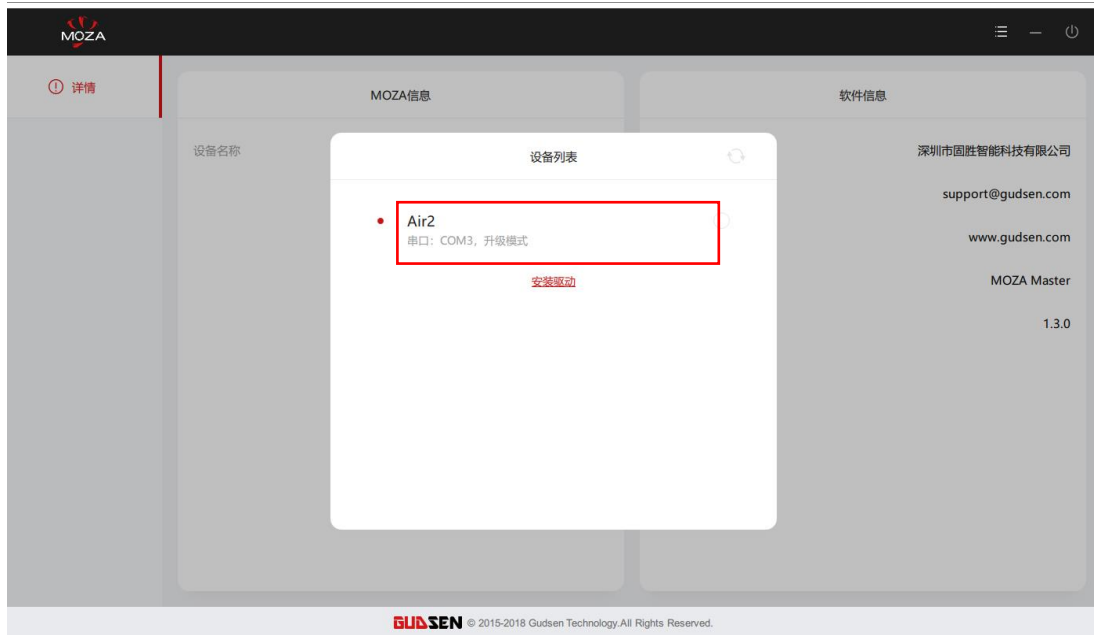 MOZA
详情
MOZA信息
软件信息
设备名称
设备列表
深圳市固胜智能科技有限公司
support@gudsen.com
Air2
串口：COM3，升级模式
www.gudsen.com
安装驱动
MOZA Master
1.3.0
GUDSEN © 2015-2018 Gudsen Technology.All Rights Reserved.